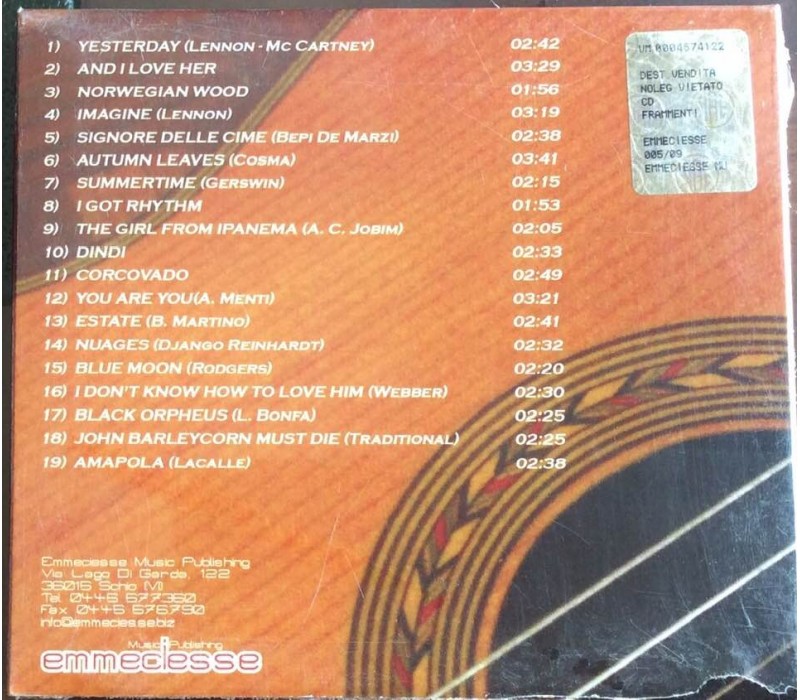 1) YESTERDAY (LENNON - MC CARTNEY) 02:42
2) AND I LOVE HER 03:29
3) NORWEGIAN WOOD 01:56
4) IMAGINE (LENNON) 03:19
5) SIGNORE DELLE CIME (BEPI DE MARZI) 02:38
6) AUTUMN LEAVES (COSMA) 03:41
7) SUMMERTIME (GERSWIN) 02:15
8) I GOT RHYTHM 01:53
9) THE GIRL FROM IPANEMA (A. C. JOBIM) 02:05
10) DINDI 02:33
11) CORCOVADO 02:49
12) YOU ARE YOU(A. MENTI) 03:21
13) ESTATE (B. MARTINO) 02:41
14) NUAGES (DJANGO REINHARDT) 02:32
15) BLUE MOON (RODGERS) 02:20
16) I DON'T KNOW HOW TO LOVE HIM (WEBBER) 02:30
17) BLACK ORPHEUS (L. BONFA) 02:25
18) JOHN BARLEYCORN MUST DIE (TRADITIONAL) 02:25
19) AMAPOLA (LACALLE) 02:38
VM 0004574122
DEST VENDITA
NOLEG VIETATO
CD
FRAMMENTI
EMMECIESSE
005/09
EMMECIESSE
Emmeciesse Music Publishing
Via Lago Di Garda, 122
36015 Schio (VI)
Tel. 0445 577360
Fax 0445 576790
info@emmeciesse.biz
Music Publishing
emmeciesse